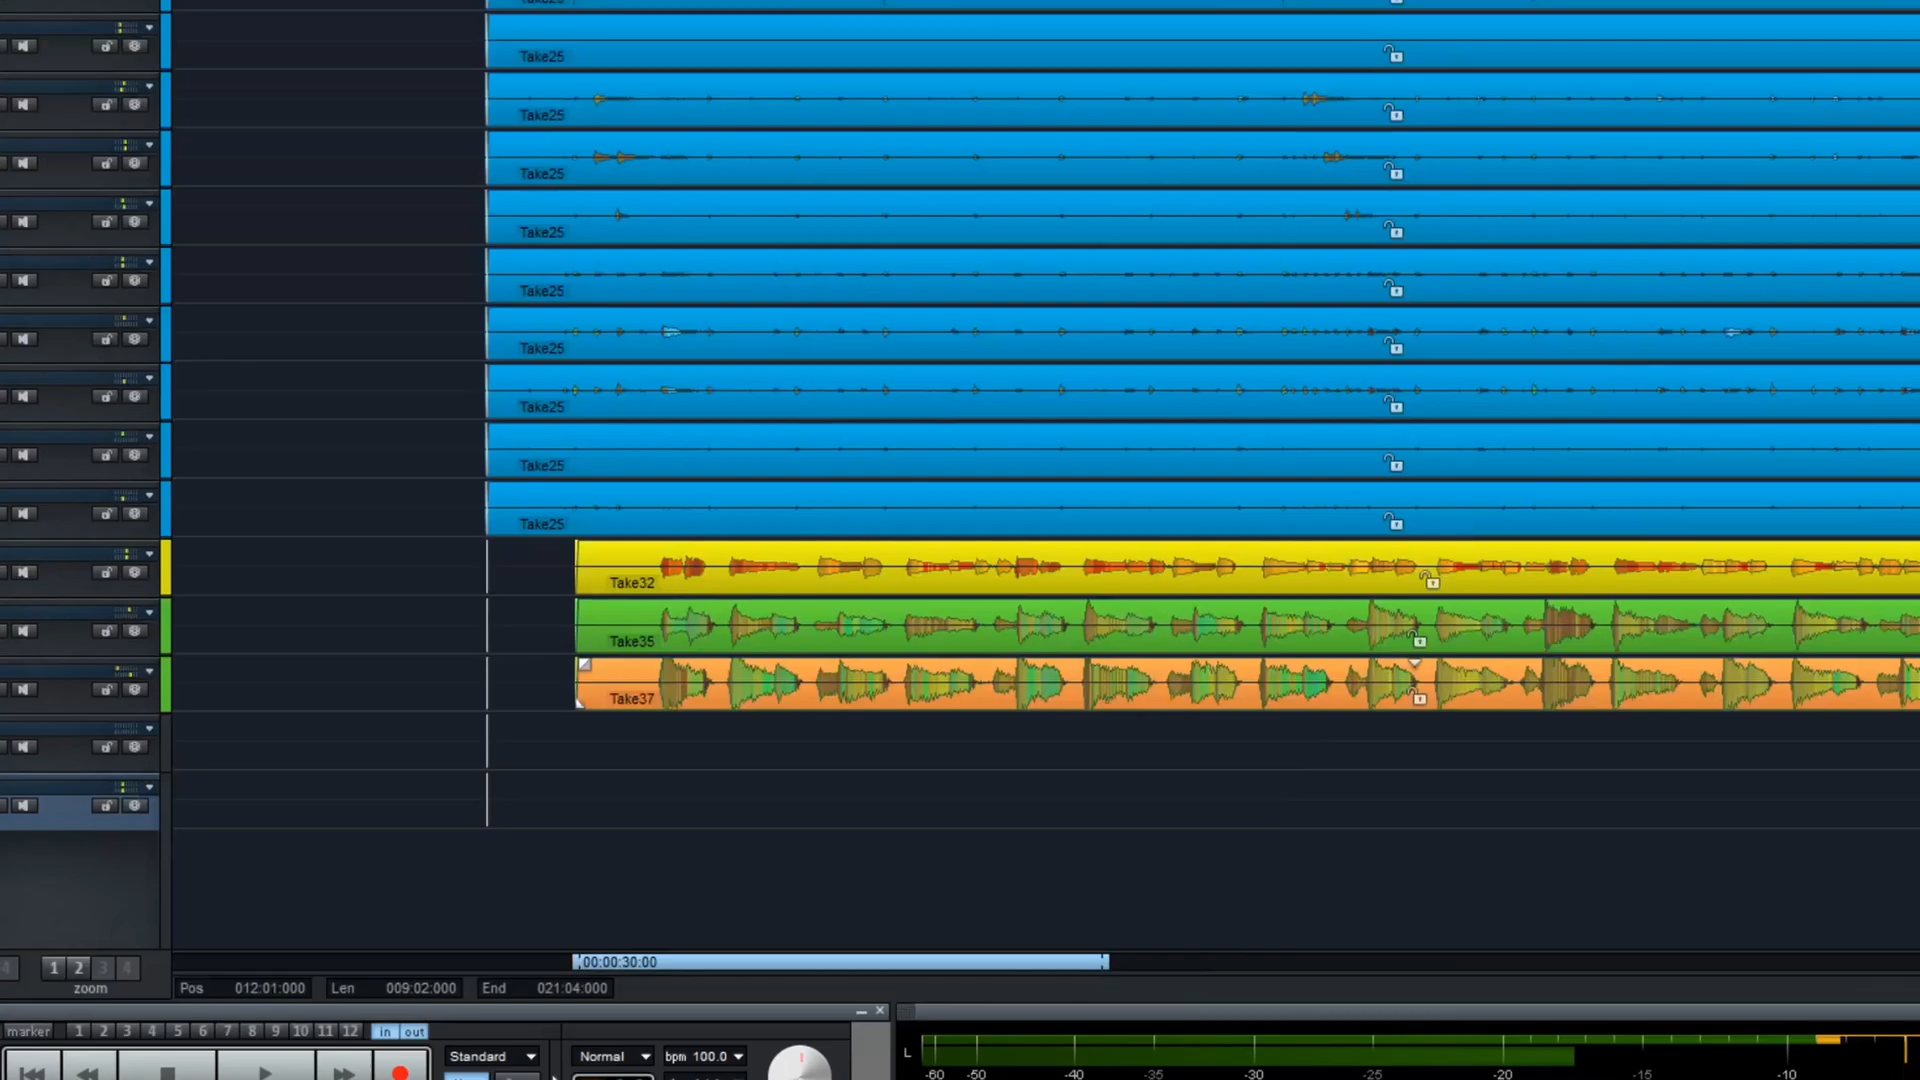 Take25
Take25
Take25
Take25
Take25
Take25
Take25
Take25
Take25
Take25
Take32
Take35
Take37
00:00:30:00
4 1 2 3 4
zoom
Pos 012:01:000 Len 009:02:000 End 021:04:000
marker 1 2 3 4 5 6 7 8 9 10 11 12 in out
Standard Normal bpm 100.0
L
-60 -50 -40 -35 -30 -25 -20 -15 -10